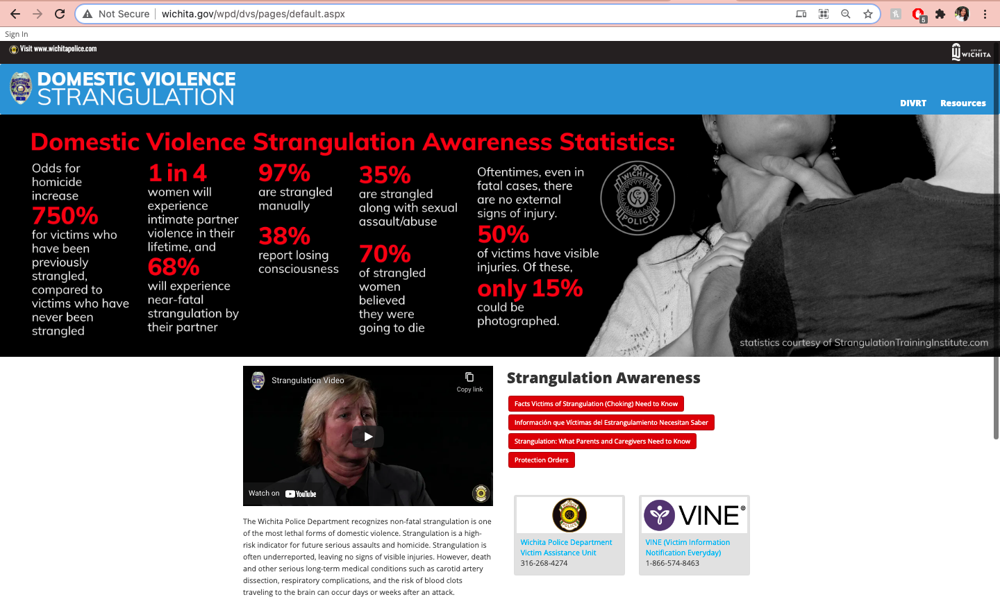 Not Secure
wichita.gov/wpd/dvs/pages/default.aspx
5
Sign In
Visit www.wichitapolice.com
CITY OF
WICHITA
DOMESTIC VIOLENCE
STRANGULATION
DIVRT
Resources
Domestic Violence Strangulation Awareness Statistics:
Odds for
homicide
increase
750%
for victims who
have been
previously
strangled,
compared to
victims who have
never been
strangled
1 in 4
women will
experience
intimate partner
violence in their
lifetime, and
68%
will experience
near-fatal
strangulation by
their partner
97%
are strangled
manually
38%
report losing
consciousness
35%
are strangled
along with sexual
assault/abuse
70%
of strangled
women
believed
they were
going to die
Oftentimes, even in
fatal cases, there
are no external
signs of injury.
50%
of victims have visible
injuries. Of these,
only 15%
could be
photographed.
WICHITA
POLICE
statistics courtesy of StrangulationTrainingInstitute.com
Strangulation Video
Copy link
Watch on
YouTube
The Wichita Police Department recognizes non-fatal strangulation is one
of the most lethal forms of domestic violence. Strangulation is a high-
risk indicator for future serious assaults and homicide. Strangulation is
often underreported, leaving no signs of visible injuries. However, death
and other serious long-term medical conditions such as carotid artery
dissection, respiratory complications, and the risk of blood clots
traveling to the brain can occur days or weeks after an attack.
Strangulation Awareness
Facts Victims of Strangulation (Choking) Need to Know
Información que Víctimas del Estrangulamiento Necesitan Saber
Strangulation: What Parents and Caregivers Need to Know
Protection Orders
WICHITA
POLICE
Wichita Police Department
Victim Assistance Unit
316-268-4274
VINE®
VINE (Victim Information
Notification Everyday)
1-866-574-8463